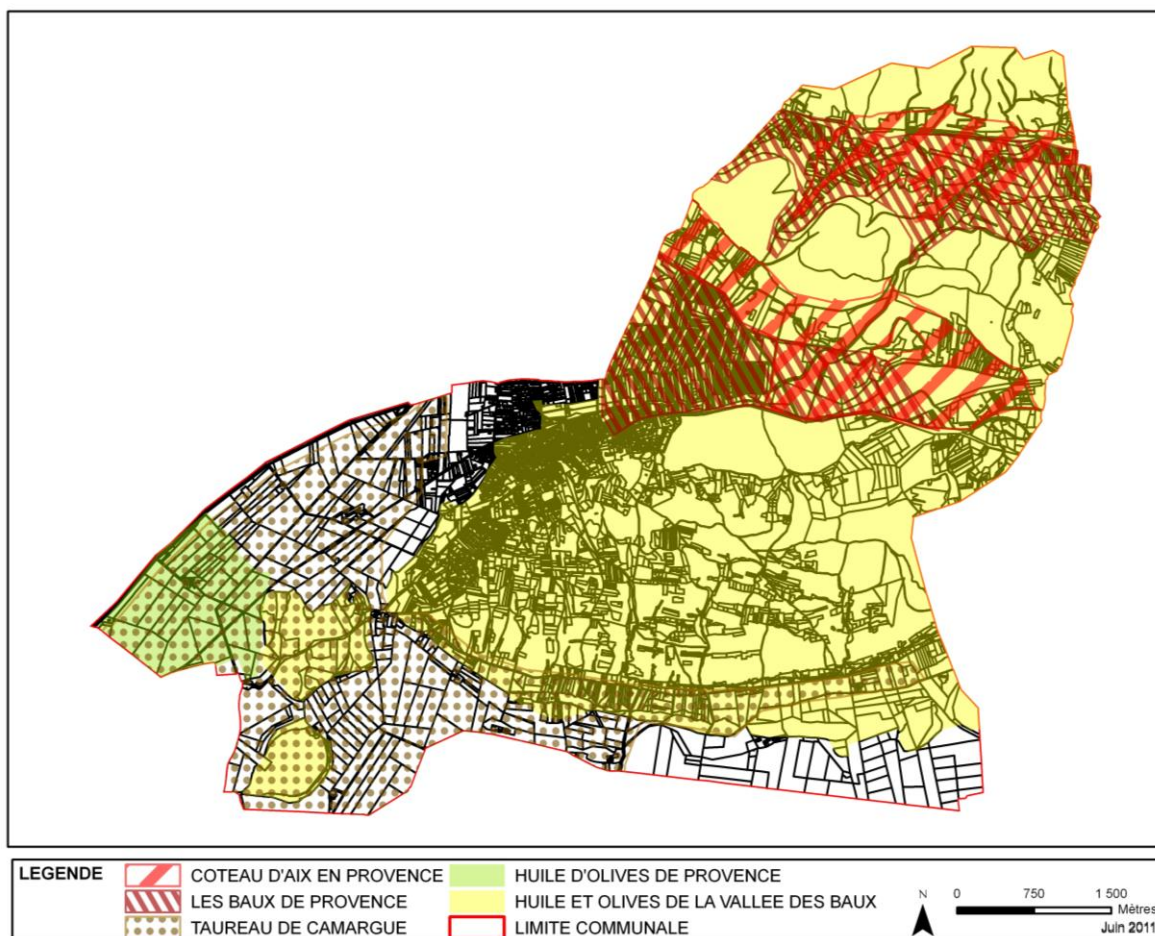 LEGENDE
COTEAU D'AIX EN PROVENCE
LES BAUX DE PROVENCE
TAUREAU DE CAMARGUE
HUILE D'OLIVES DE PROVENCE
HUILE ET OLIVES DE LA VALLEE DES BAUX
LIMITE COMMUNALE
N
0 750 1 500
Mètres
Juin 2011